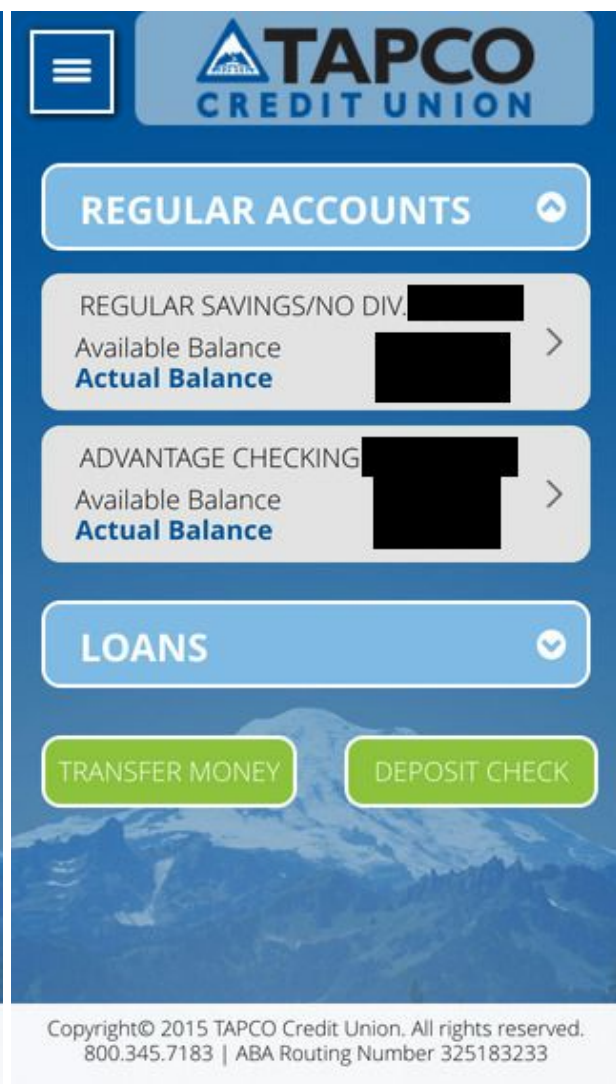 TAPCO
CREDIT UNION
REGULAR ACCOUNTS
REGULAR SAVINGS/NO DIV.
Available Balance
Actual Balance
ADVANTAGE CHECKING
Available Balance
Actual Balance
LOANS
TRANSFER MONEY DEPOSIT CHECK
Copyright© 2015 TAPCO Credit Union. All rights reserved.
800.345.7183 | ABA Routing Number 325183233